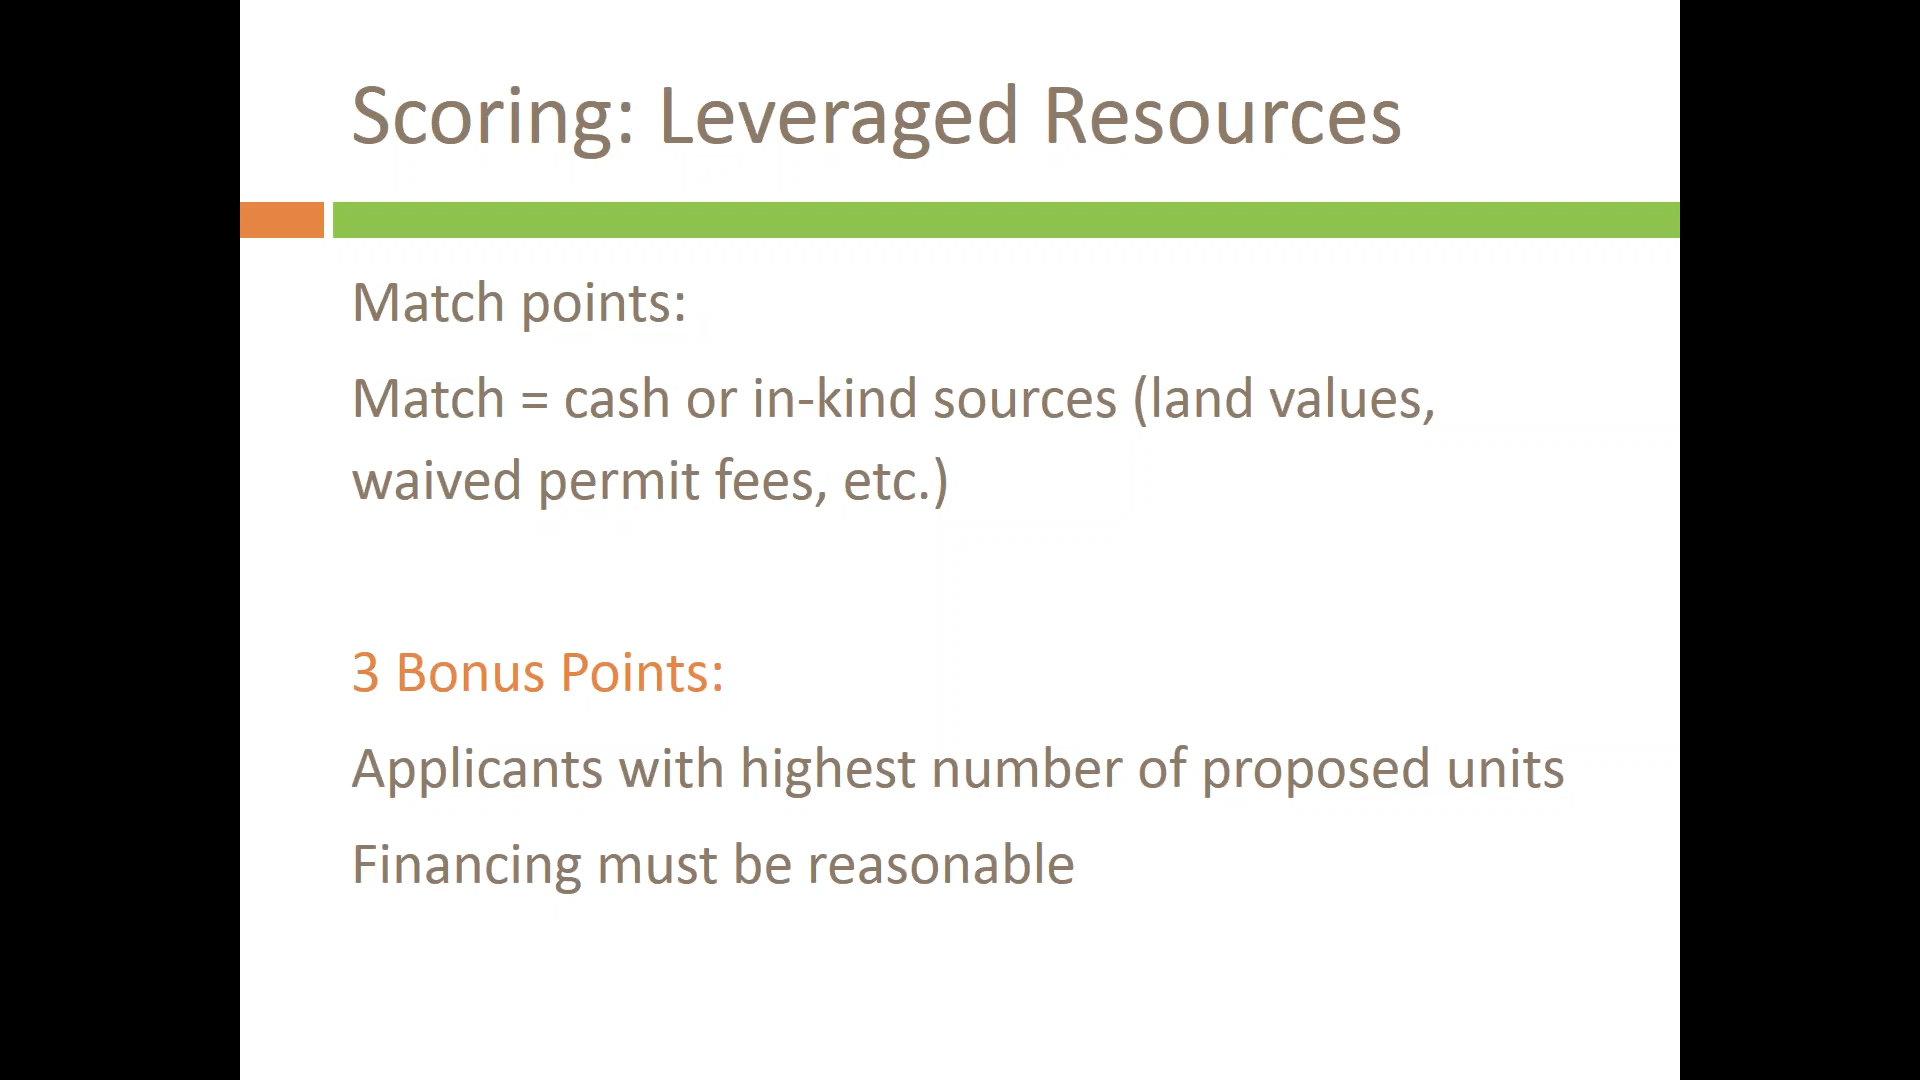 Scoring: Leveraged Resources
Match points:
Match = cash or in-kind sources (land values,
waived permit fees, etc.)
3 Bonus Points:
Applicants with highest number of proposed units
Financing must be reasonable